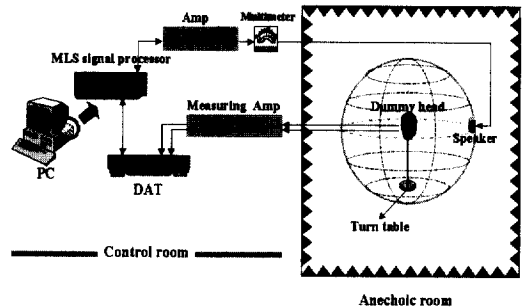 Amp
Multimeter
MLS signal processor
Measuring Amp
Dummy head
Speaker
PC
DAT
Turn table
Control room
Anechoic room